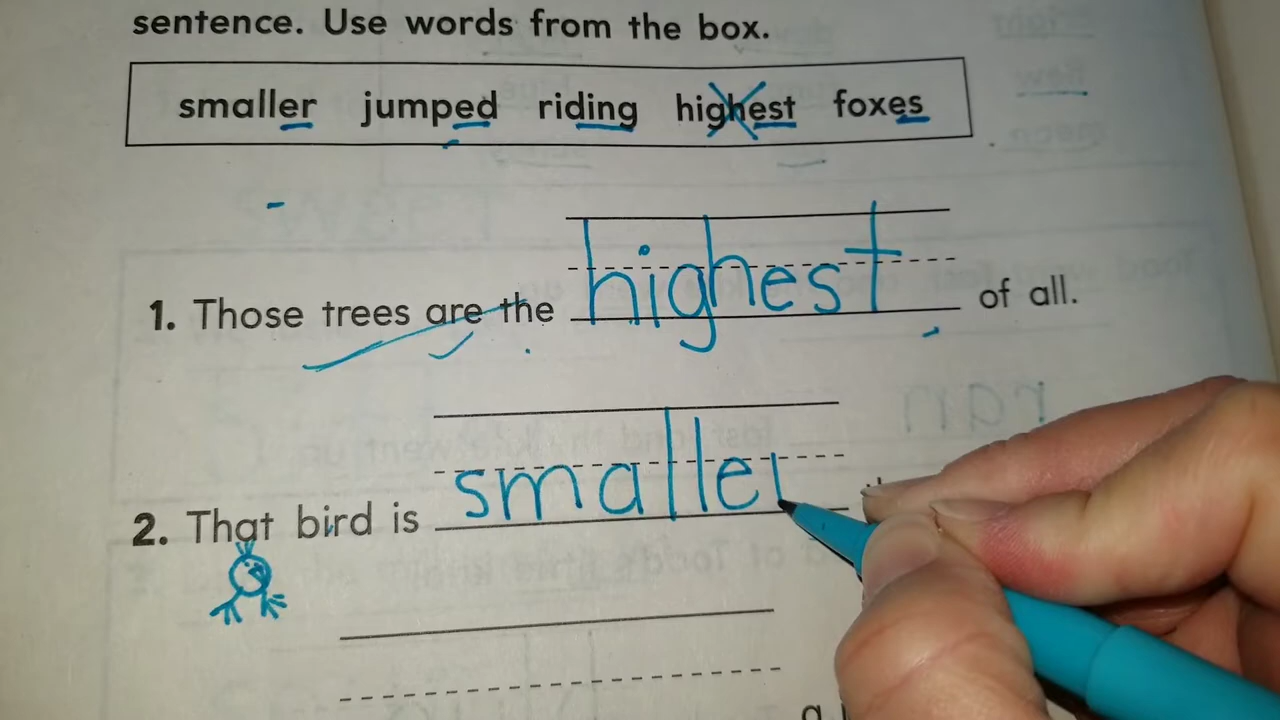 sentence. Use words from the box.
smaller jumped riding highest foxes
1. Those trees are the highest of all.
2. That bird is smaller